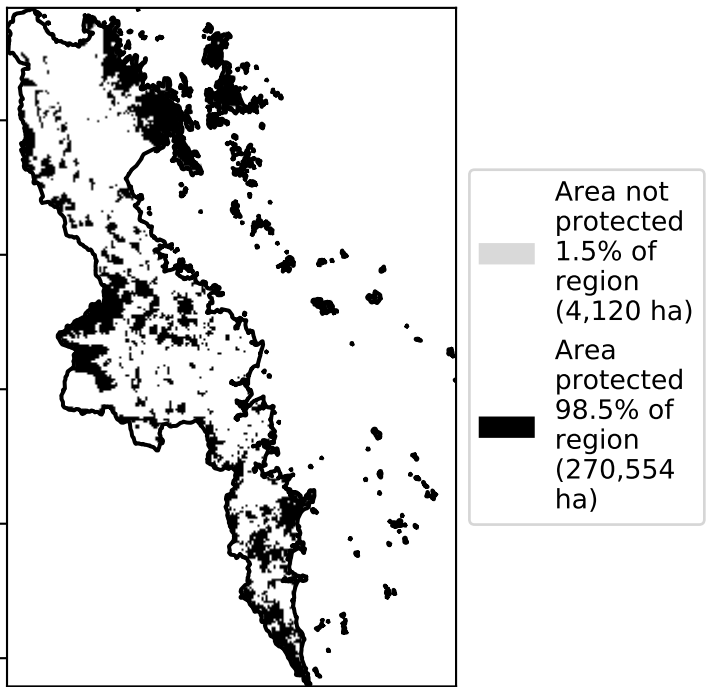 Area not
protected
1.5% of
region
(4,120 ha)
Area
protected
98.5% of
region
(270,554
ha)